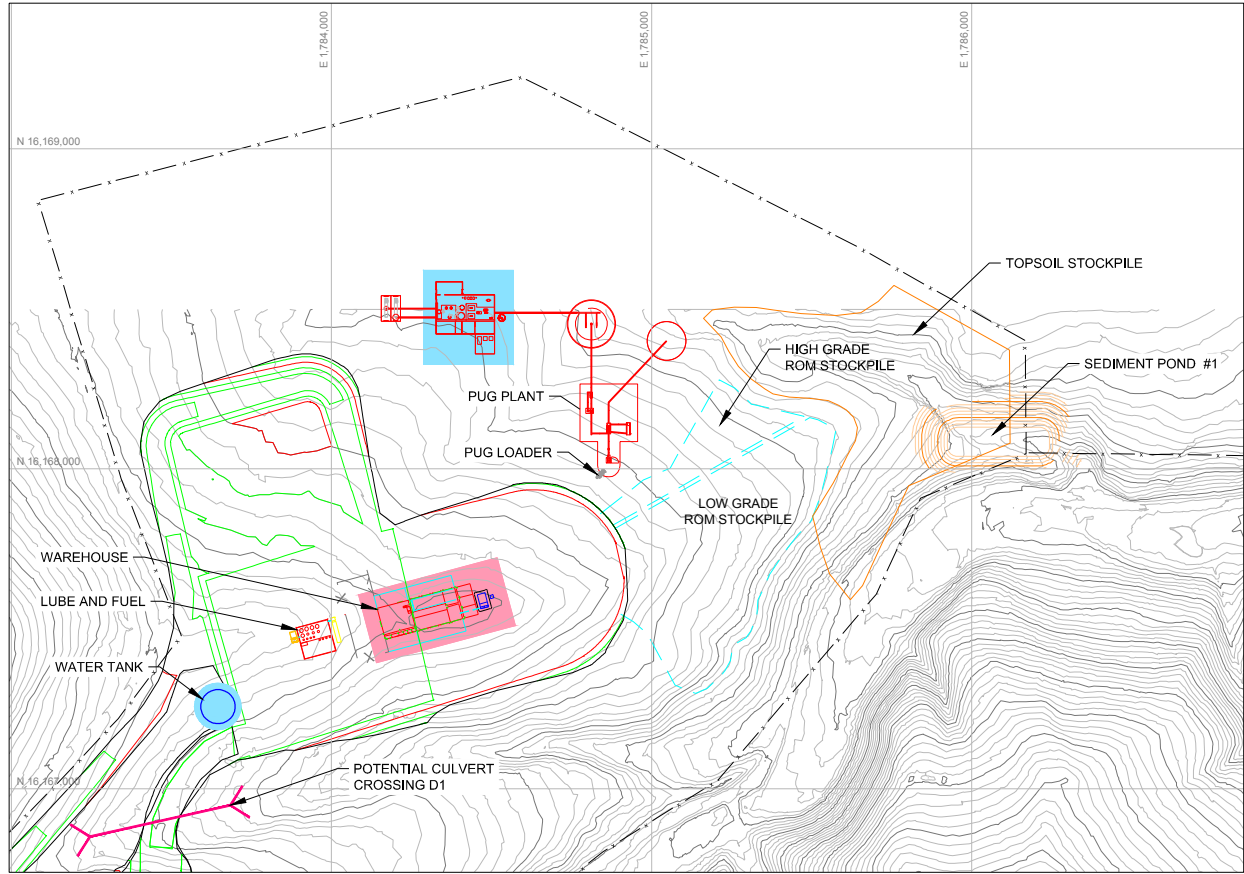 E 1,784,000
E 1,785,000
E 1,786,000
N 16,169,000
TOPSOIL STOCKPILE
HIGH GRADE
ROM STOCKPILE
SEDIMENT POND #1
PUG PLANT
PUG LOADER
N 16,168,000
LOW GRADE
ROM STOCKPILE
WAREHOUSE
LUBE AND FUEL
WATER TANK
POTENTIAL CULVERT
CROSSING D1
N 16,167,000